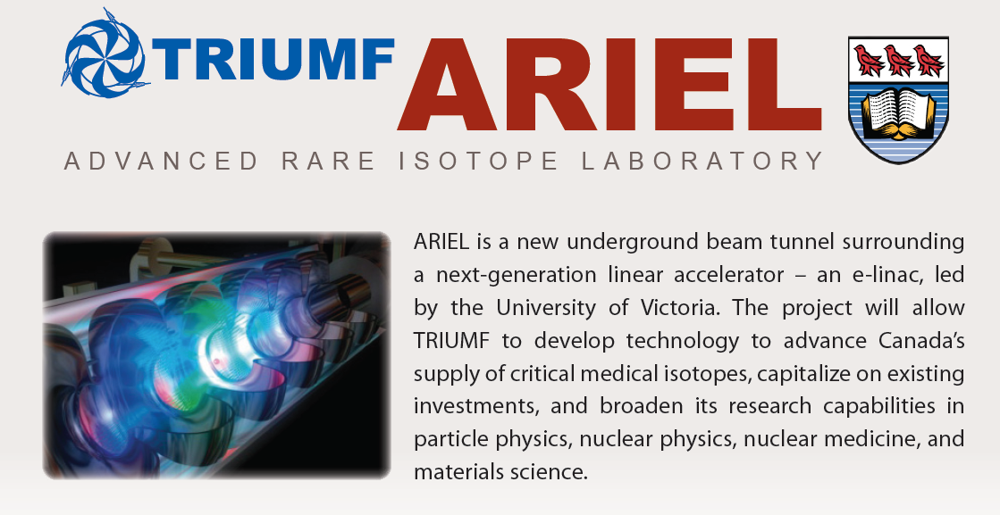 TRIUMF ARIEL
ADVANCED RARE ISOTOPE LABORATORY
ARIEL is a new underground beam tunnel surrounding
a next-generation linear accelerator – an e-linac, led
by the University of Victoria. The project will allow
TRIUMF to develop technology to advance Canada's
supply of critical medical isotopes, capitalize on existing
investments, and broaden its research capabilities in
particle physics, nuclear physics, nuclear medicine, and
materials science.